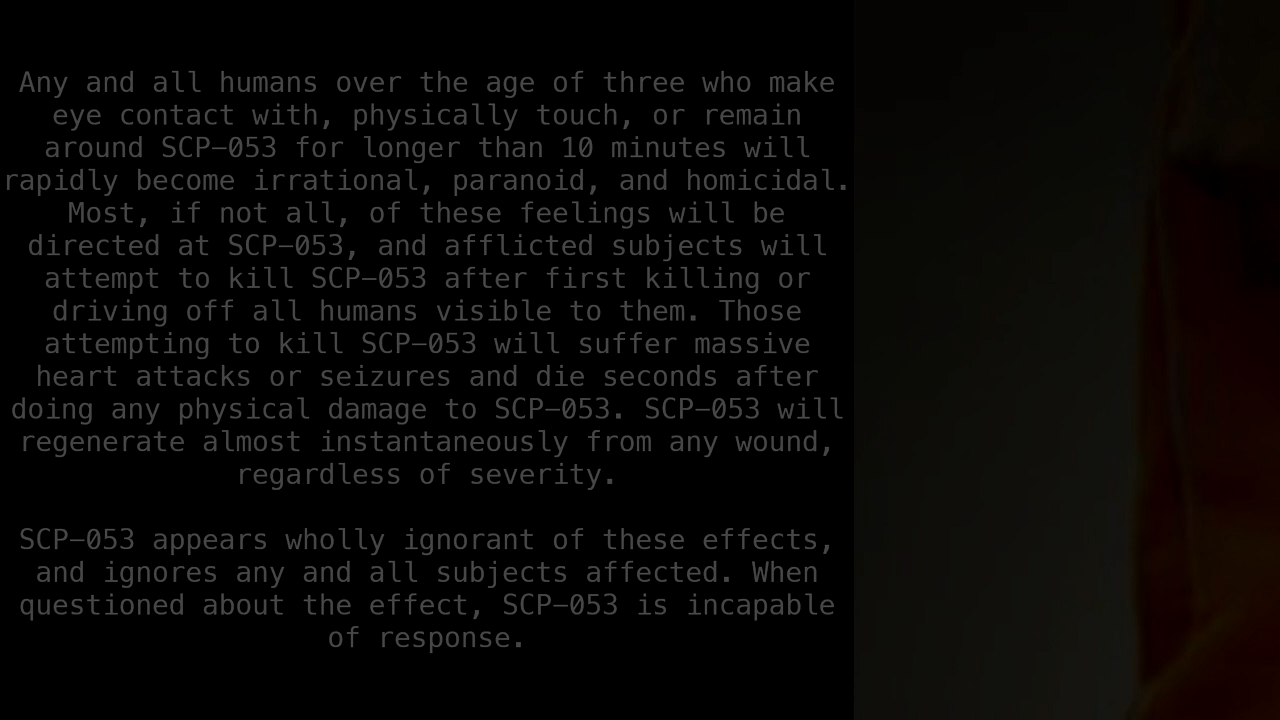 Any and all humans over the age of three who make
eye contact with, physically touch, or remain
around SCP–053 for longer than 10 minutes will
rapidly become irrational, paranoid, and homicidal.
Most, if not all, of these feelings will be
directed at SCP–053, and afflicted subjects will
attempt to kill SCP–053 after first killing or
driving off all humans visible to them. Those
attempting to kill SCP–053 will suffer massive
heart attacks or seizures and die seconds after
doing any physical damage to SCP–053. SCP–053 will
regenerate almost instantaneously from any wound,
regardless of severity.

SCP–053 appears wholly ignorant of these effects,
and ignores any and all subjects affected. When
questioned about the effect, SCP–053 is incapable
of response.